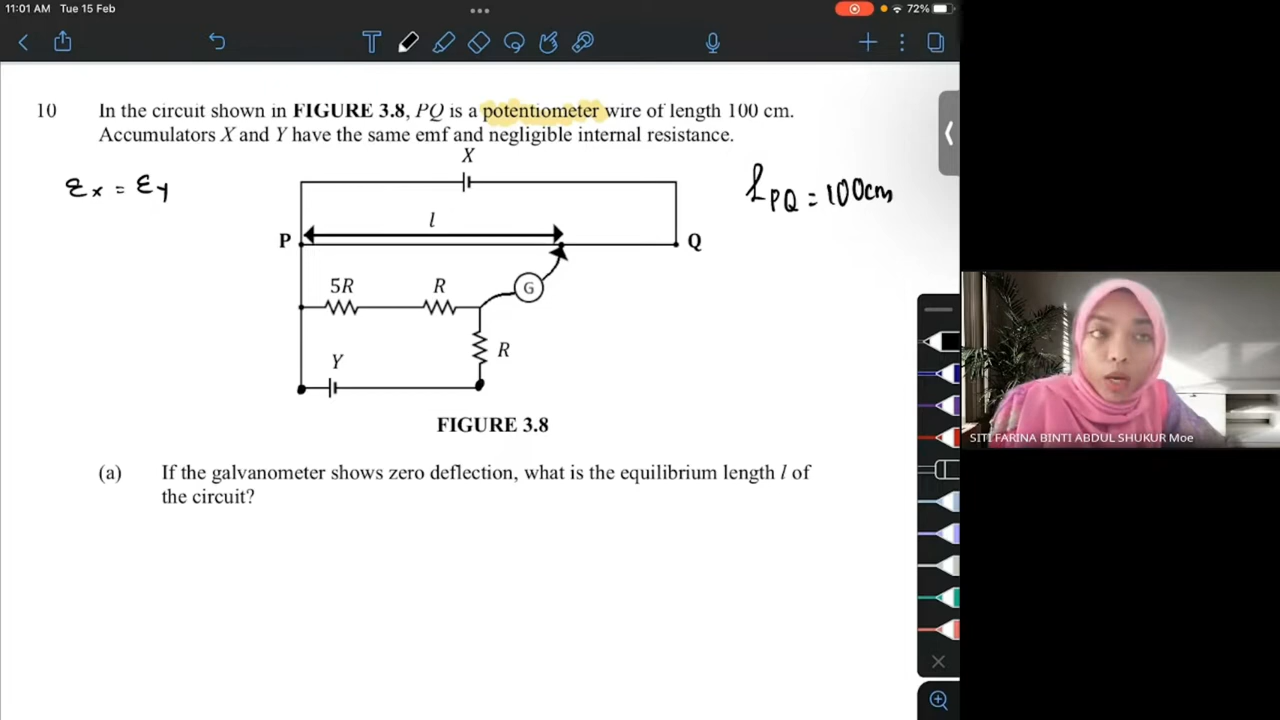 11:01 AM Tue 15 Feb
72%
T
10 In the circuit shown in FIGURE 3.8, PQ is a potentiometer wire of length 100 cm.
Accumulators X and Y have the same emf and negligible internal resistance.
X
εx = εy
lPQ = 100cm
l
P
Q
5R
R
G
R
Y
FIGURE 3.8
SITI FARINA BINTI ABDUL SHUKUR Moe
(a) If the galvanometer shows zero deflection, what is the equilibrium length l of
the circuit?